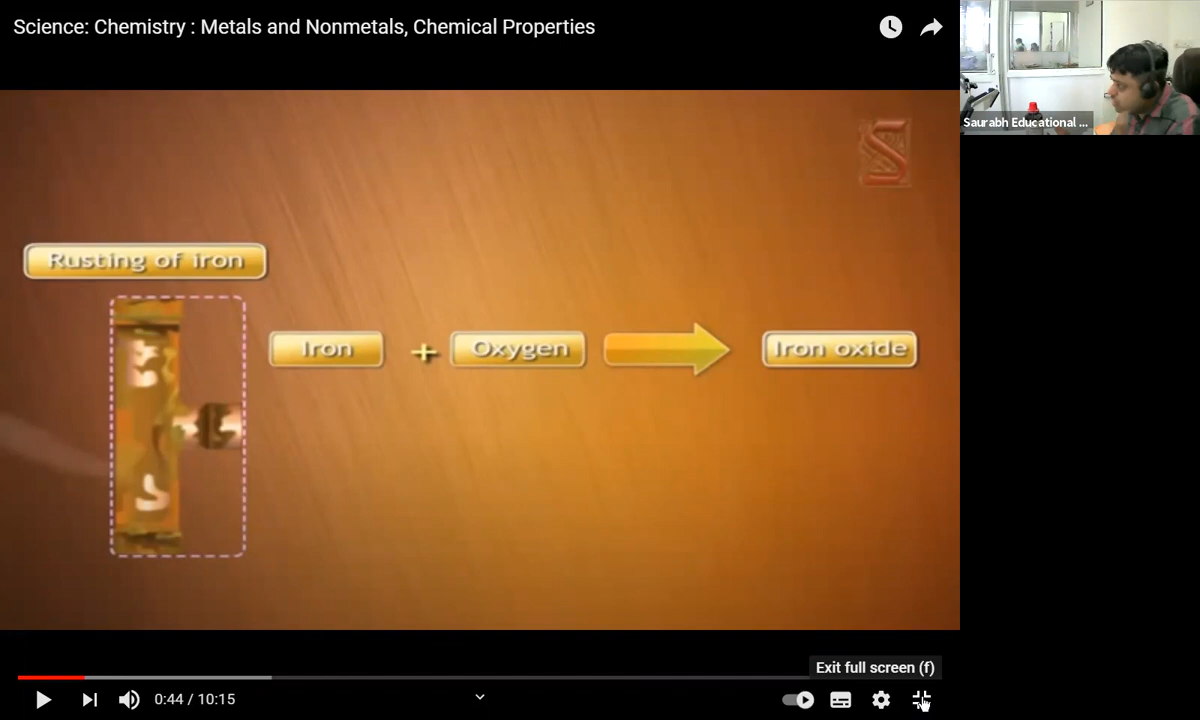 Science: Chemistry : Metals and Nonmetals, Chemical Properties
Saurabh Educational ...
S
Rusting of iron
Iron + Oxygen Iron oxide
Exit full screen (f)
0:44 / 10:15